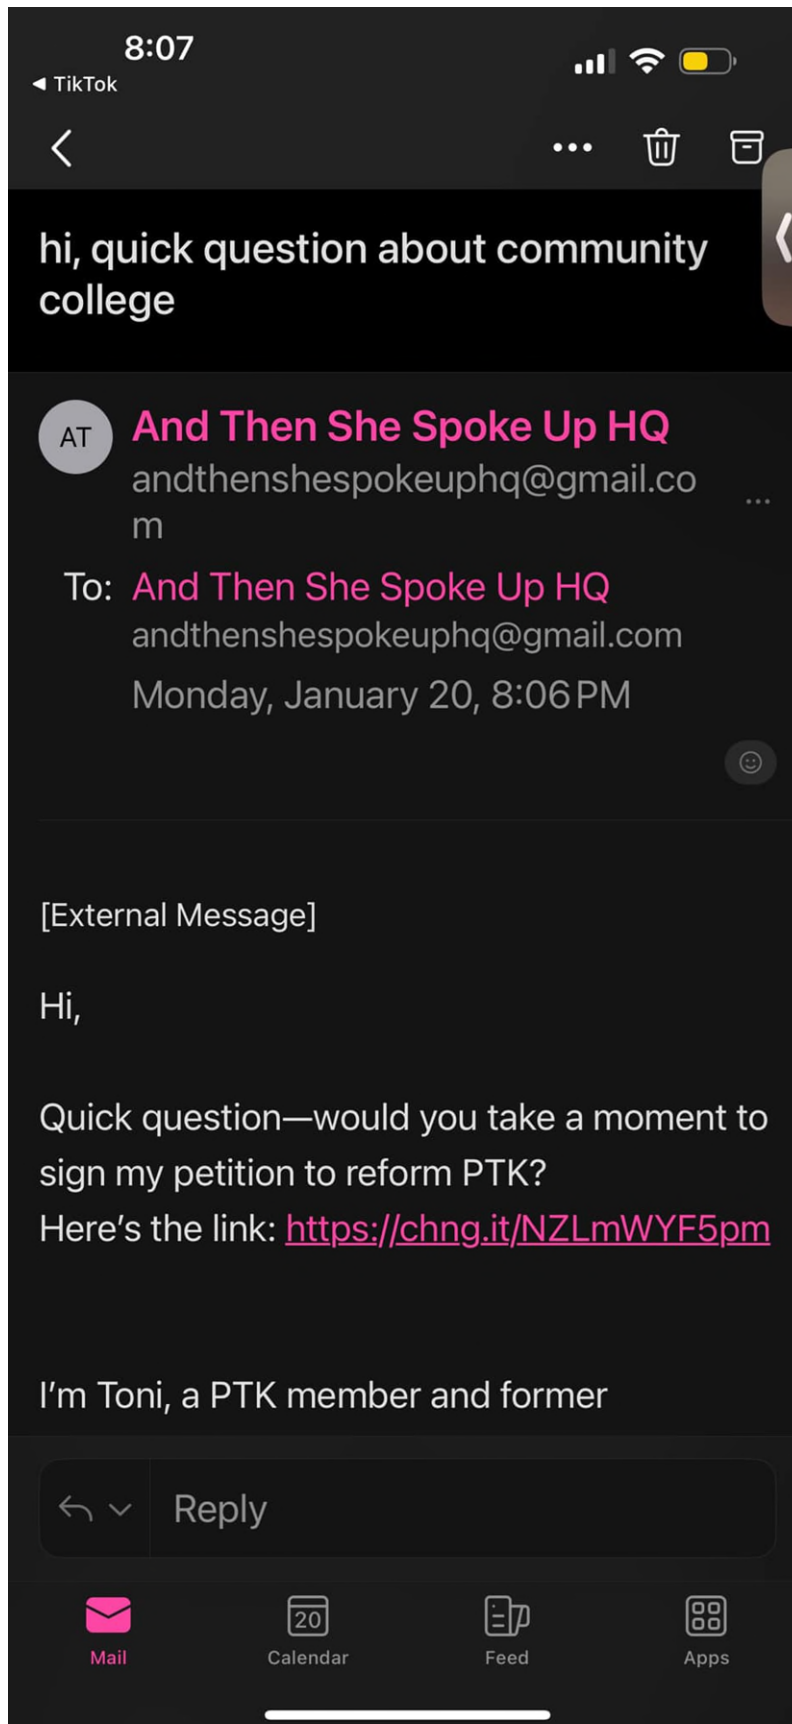 8:07
◀ TikTok
hi, quick question about community
college
AT
And Then She Spoke Up HQ
andthenshespokeuphq@gmail.co
m
To: And Then She Spoke Up HQ
andthenshespokeuphq@gmail.com
Monday, January 20, 8:06 PM
[External Message]
Hi,
Quick question—would you take a moment to
sign my petition to reform PTK?
Here’s the link: https://chng.it/NZLmWYF5pm
I’m Toni, a PTK member and former
Reply
20
Mail Calendar Feed Apps